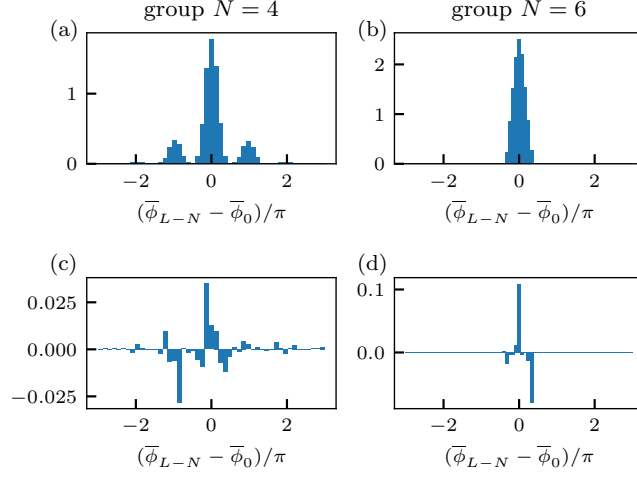 group N = 4
group N = 6
(a)
(b)
1
0
2
1
0
−2 0 2
−2 0 2
(ϕ̅_{L−N} − ϕ̅_0)/π
(ϕ̅_{L−N} − ϕ̅_0)/π
(c)
(d)
0.025
0.000
−0.025
0.1
0.0
−2 0 2
−2 0 2
(ϕ̅_{L−N} − ϕ̅_0)/π
(ϕ̅_{L−N} − ϕ̅_0)/π